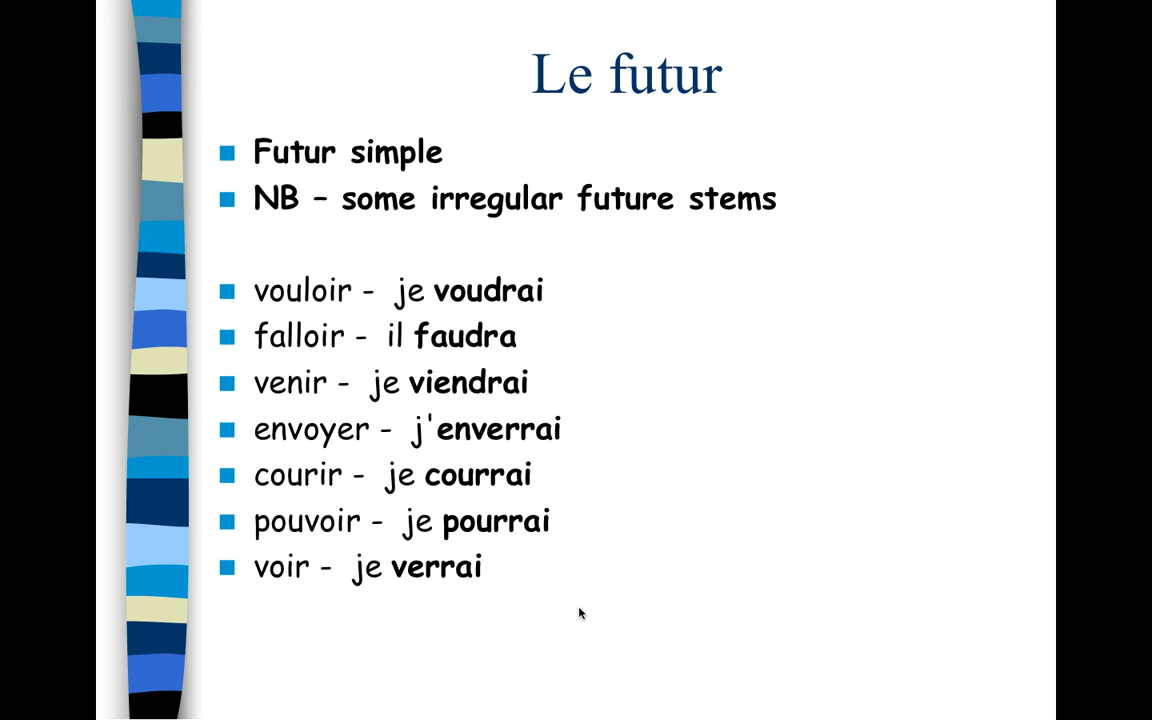 Le futur
Futur simple
NB – some irregular future stems
vouloir - je voudrai
falloir - il faudra
venir - je viendrai
envoyer - j'enverrai
courir - je courrai
pouvoir - je pourrai
voir - je verrai